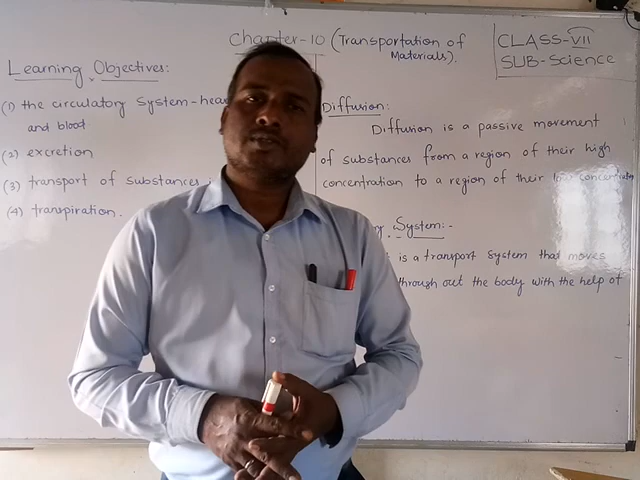 Chapter-10 (Transportation of
Materials).
CLASS-VII
SUB-Science
Learning Objectives:
(1) the circulatory system-hea
and blood
(2) excretion
(3) transport of substances
(4) transpiration.
Diffusion:
Diffusion is a passive movement
of substances from a region of their high
concentration to a region of their low concentratn
System:-
is a transport system that moves
through out the body with the help of